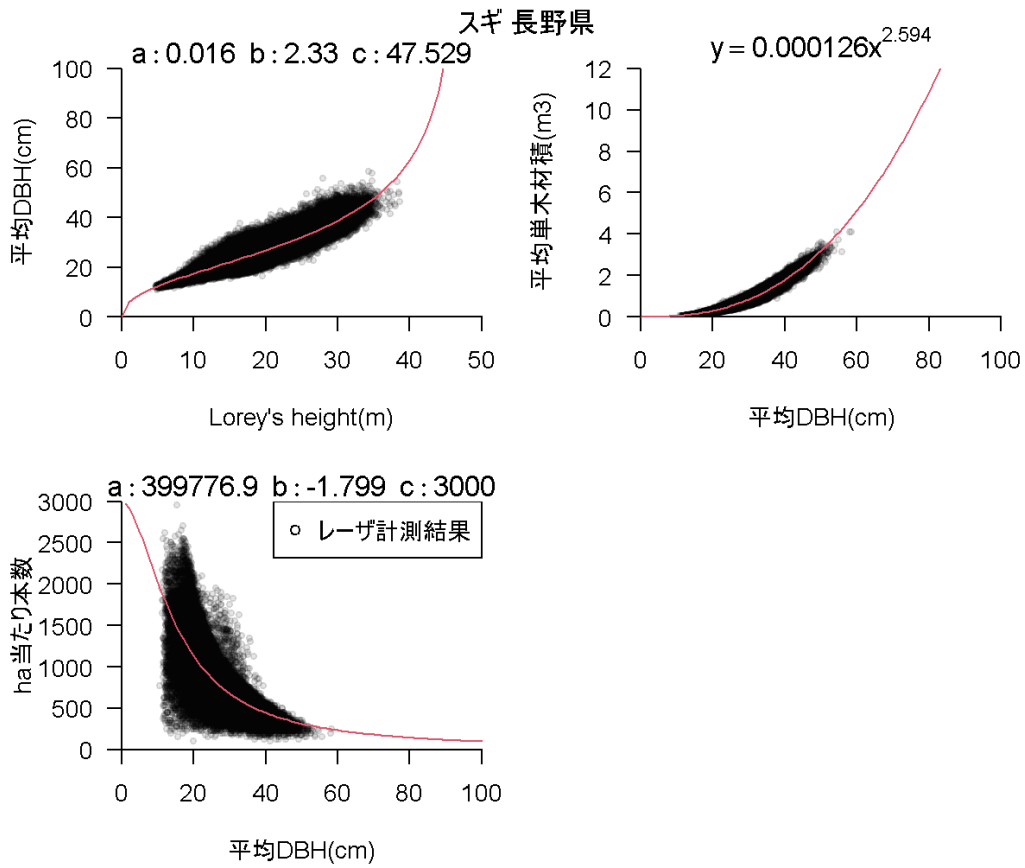 スギ 長野県
a : 0.016 b : 2.33 c : 47.529
100
80
60
40
20
0
平均DBH(cm)
0 10 20 30 40 50
Lorey's height(m)
y = 0.000126x^2.594
12
10
8
6
4
2
0
平均単木材積(m3)
0 20 40 60 80 100
平均DBH(cm)
a : 399776.9 b : -1.799 c : 3000
3000
2500
2000
1500
1000
500
0
ha当たり本数
レーザ計測結果
0 20 40 60 80 100
平均DBH(cm)